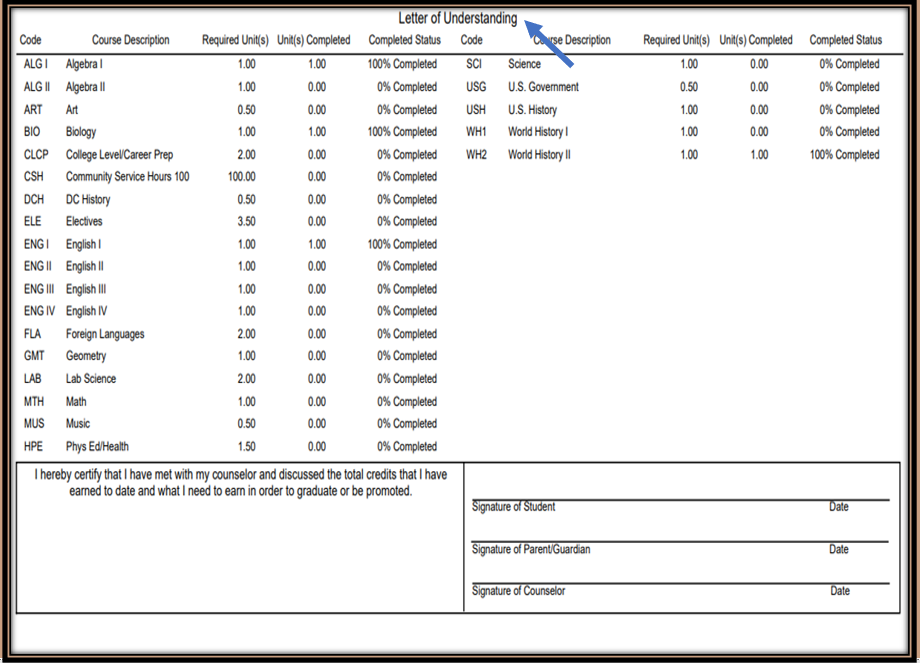 Letter of Understanding
Code Course Description Required Unit(s) Unit(s) Completed Completed Status Code Course Description Required Unit(s) Unit(s) Completed Completed Status
ALG I Algebra I 1.00 1.00 100% Completed SCI Science 1.00 0.00 0% Completed
ALG II Algebra II 1.00 0.00 0% Completed USG U.S. Government 0.50 0.00 0% Completed
ART Art 0.50 0.00 0% Completed USH U.S. History 1.00 0.00 0% Completed
BIO Biology 1.00 1.00 100% Completed WH1 World History I 1.00 0.00 0% Completed
CLCP College Level/Career Prep 2.00 0.00 0% Completed WH2 World History II 1.00 1.00 100% Completed
CSH Community Service Hours 100 100.00 0.00 0% Completed
DCH DC History 0.50 0.00 0% Completed
ELE Electives 3.50 0.00 0% Completed
ENG I English I 1.00 1.00 100% Completed
ENG II English II 1.00 0.00 0% Completed
ENG III English III 1.00 0.00 0% Completed
ENG IV English IV 1.00 0.00 0% Completed
FLA Foreign Languages 2.00 0.00 0% Completed
GMT Geometry 1.00 0.00 0% Completed
LAB Lab Science 2.00 0.00 0% Completed
MTH Math 1.00 0.00 0% Completed
MUS Music 0.50 0.00 0% Completed
HPE Phys Ed/Health 1.50 0.00 0% Completed
I hereby certify that I have met with my counselor and discussed the total credits that I have
earned to date and what I need to earn in order to graduate or be promoted.
Signature of Student Date
Signature of Parent/Guardian Date
Signature of Counselor Date